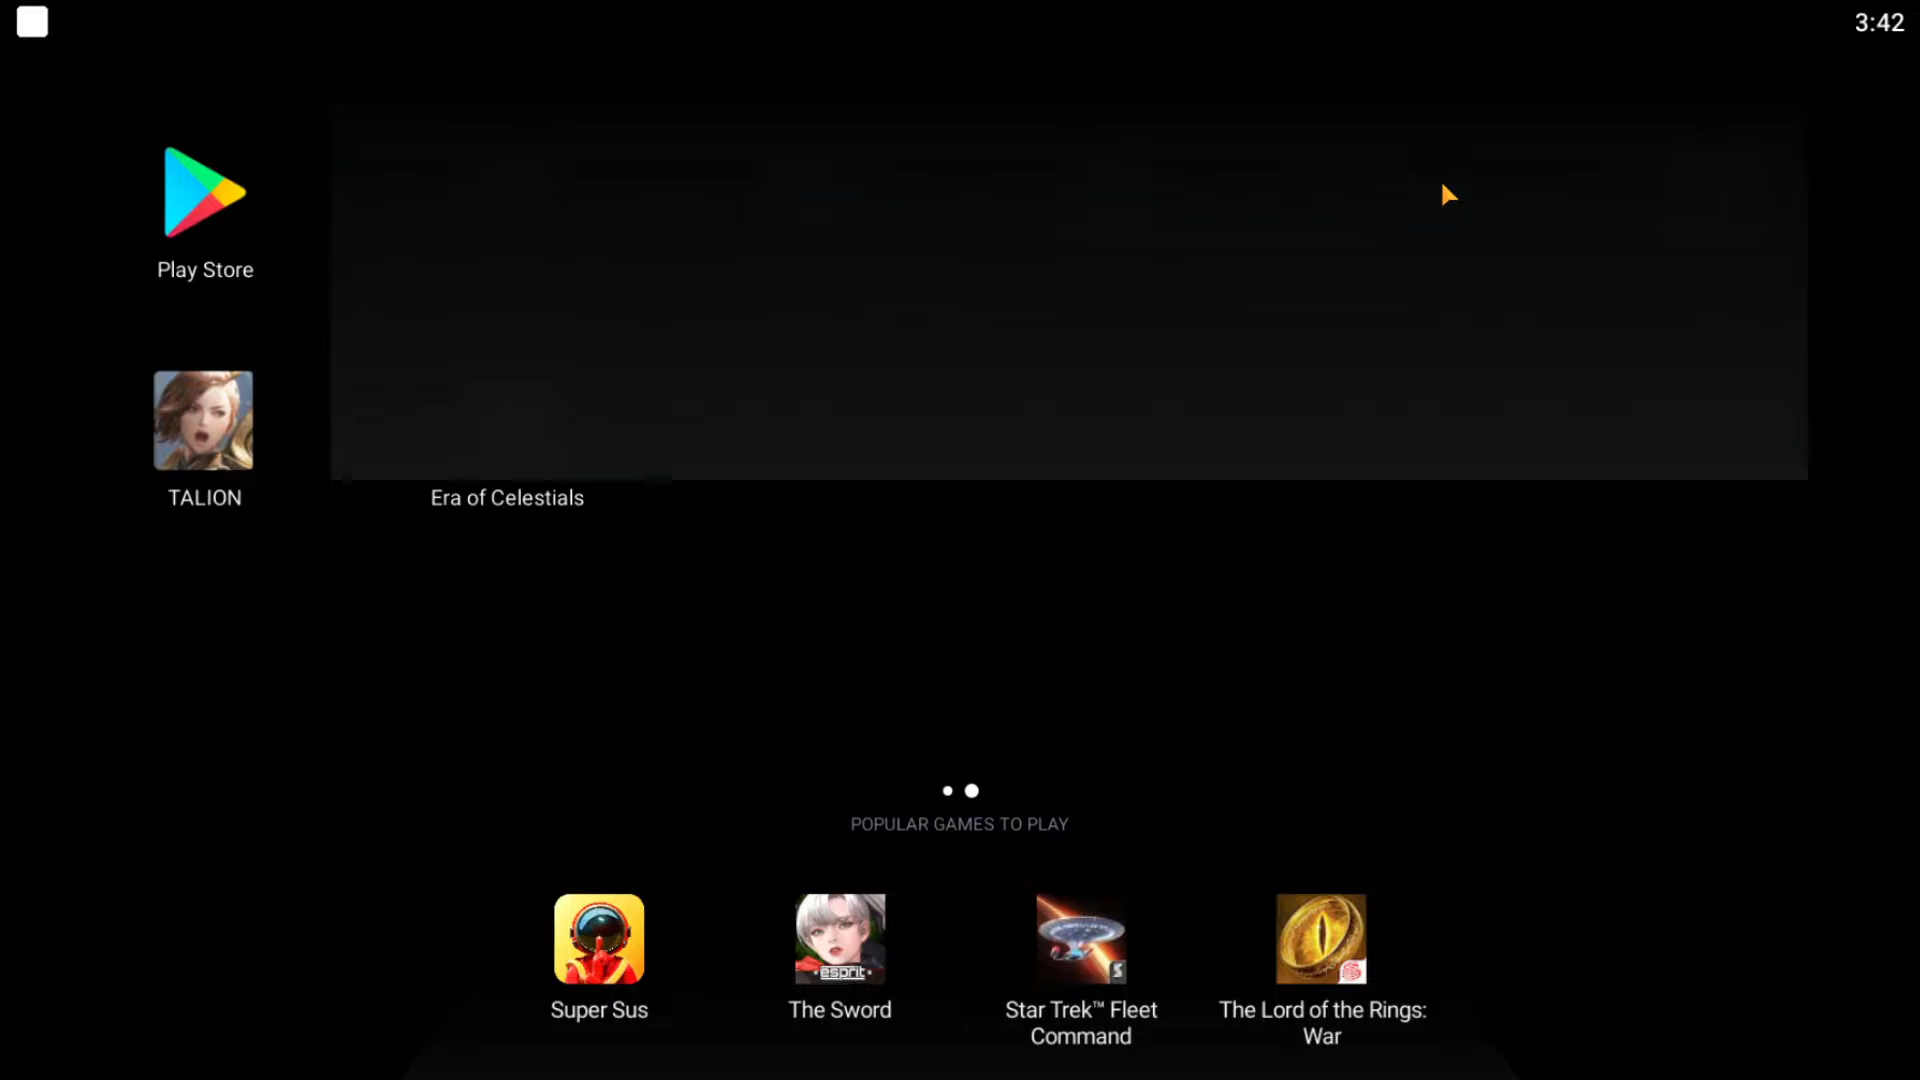 3:42
Play Store
TALION
Era of Celestials
POPULAR GAMES TO PLAY
esprit
Super Sus
The Sword
Star Trek™ Fleet
Command
The Lord of the Rings:
War